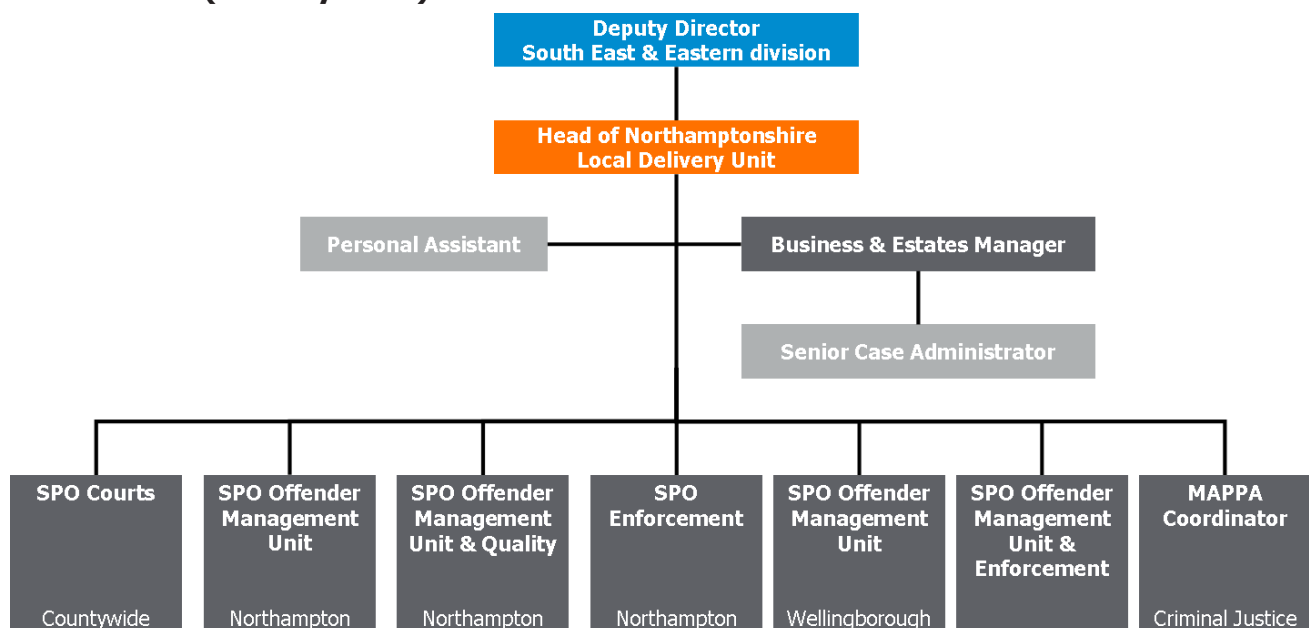 Deputy Director
South East & Eastern division
Head of Northamptonshire
Local Delivery Unit
Personal Assistant
Business & Estates Manager
Senior Case Administrator
SPO Courts
Countywide
SPO Offender
Management
Unit
Northampton
SPO Offender
Management
Unit & Quality
Northampton
SPO
Enforcement
Northampton
SPO Offender
Management
Unit
Wellingborough
SPO Offender
Management
Unit &
Enforcement
MAPPA
Coordinator
Criminal Justice